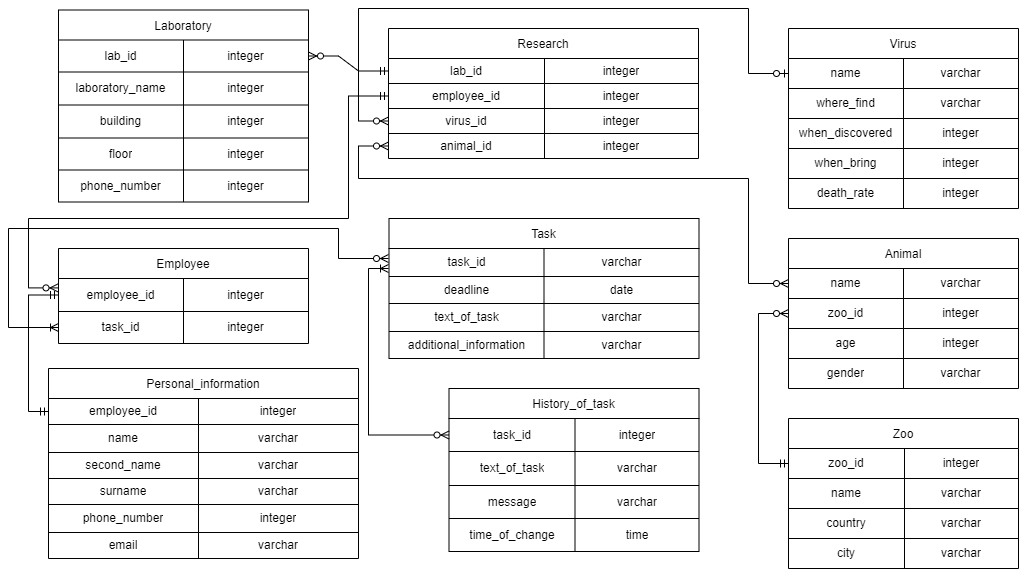 Laboratory
lab_id integer
laboratory_name integer
building integer
floor integer
phone_number integer
Research
lab_id integer
employee_id integer
virus_id integer
animal_id integer
Virus
name varchar
where_find varchar
when_discovered integer
when_bring integer
death_rate integer
Employee
employee_id integer
task_id integer
Task
task_id varchar
deadline date
text_of_task varchar
additional_information varchar
Animal
name varchar
zoo_id integer
age integer
gender varchar
Personal_information
employee_id integer
name varchar
second_name varchar
surname varchar
phone_number integer
email varchar
History_of_task
task_id integer
text_of_task varchar
message varchar
time_of_change time
Zoo
zoo_id integer
name varchar
country varchar
city varchar